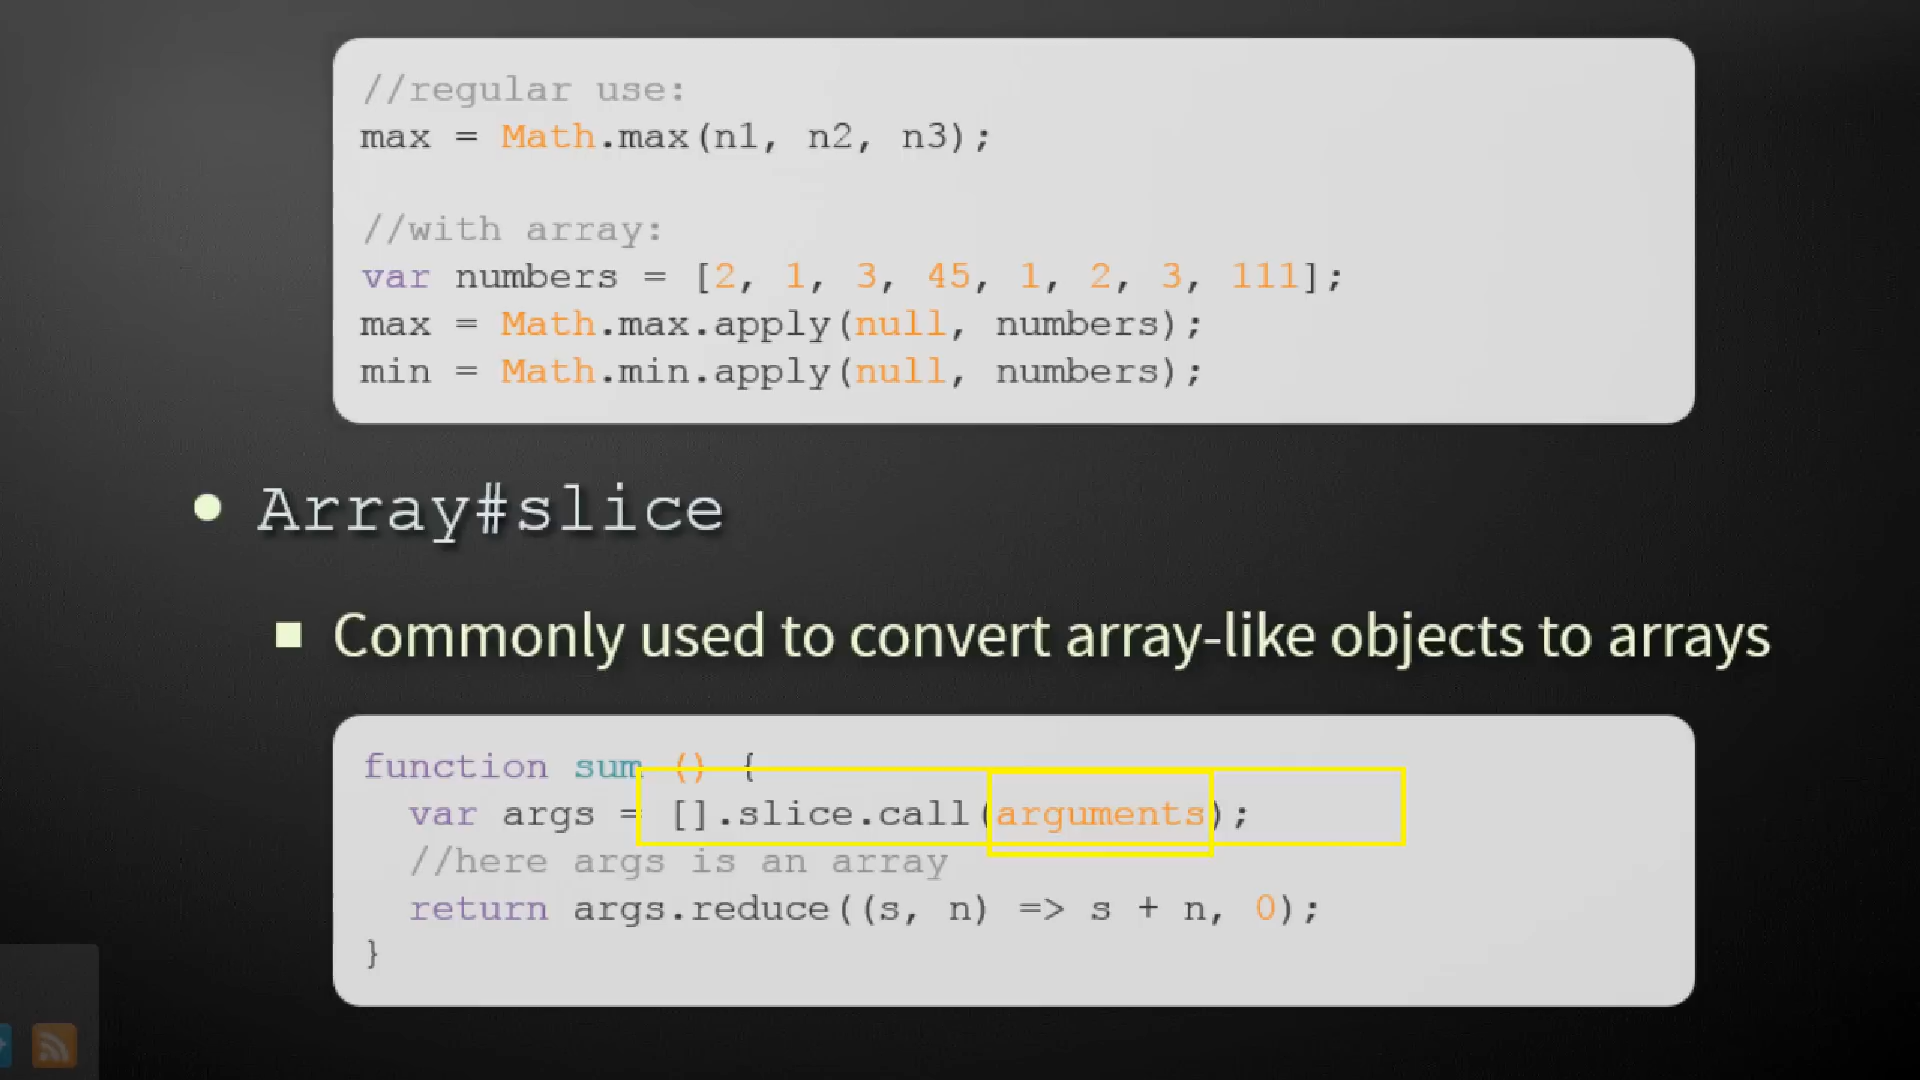 //regular use:
max = Math.max(n1, n2, n3);
//with array:
var numbers = [2, 1, 3, 45, 1, 2, 3, 111];
max = Math.max.apply(null, numbers);
min = Math.min.apply(null, numbers);
Array#slice
Commonly used to convert array-like objects to arrays
function sum () {
var args = [].slice.call(arguments);
//here args is an array
return args.reduce((s, n) => s + n, 0);
}